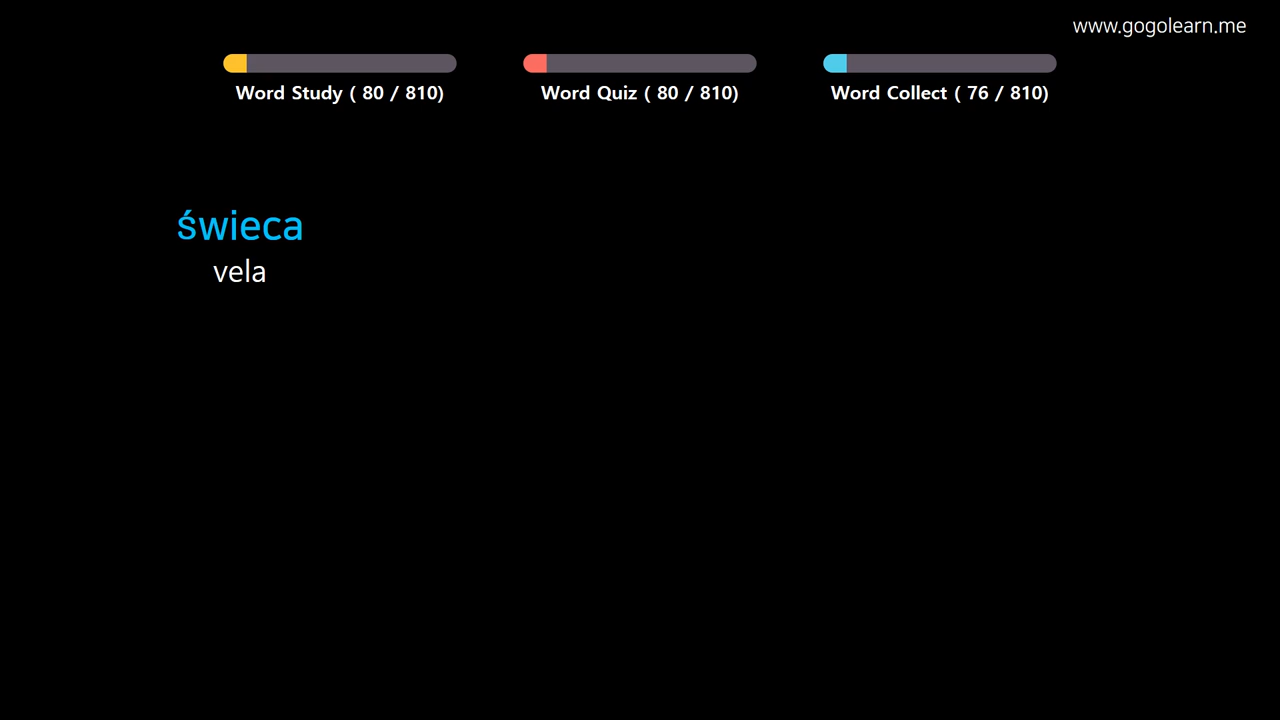 www.gogolearn.me
Word Study ( 80 / 810)
Word Quiz ( 80 / 810)
Word Collect ( 76 / 810)
świeca
vela